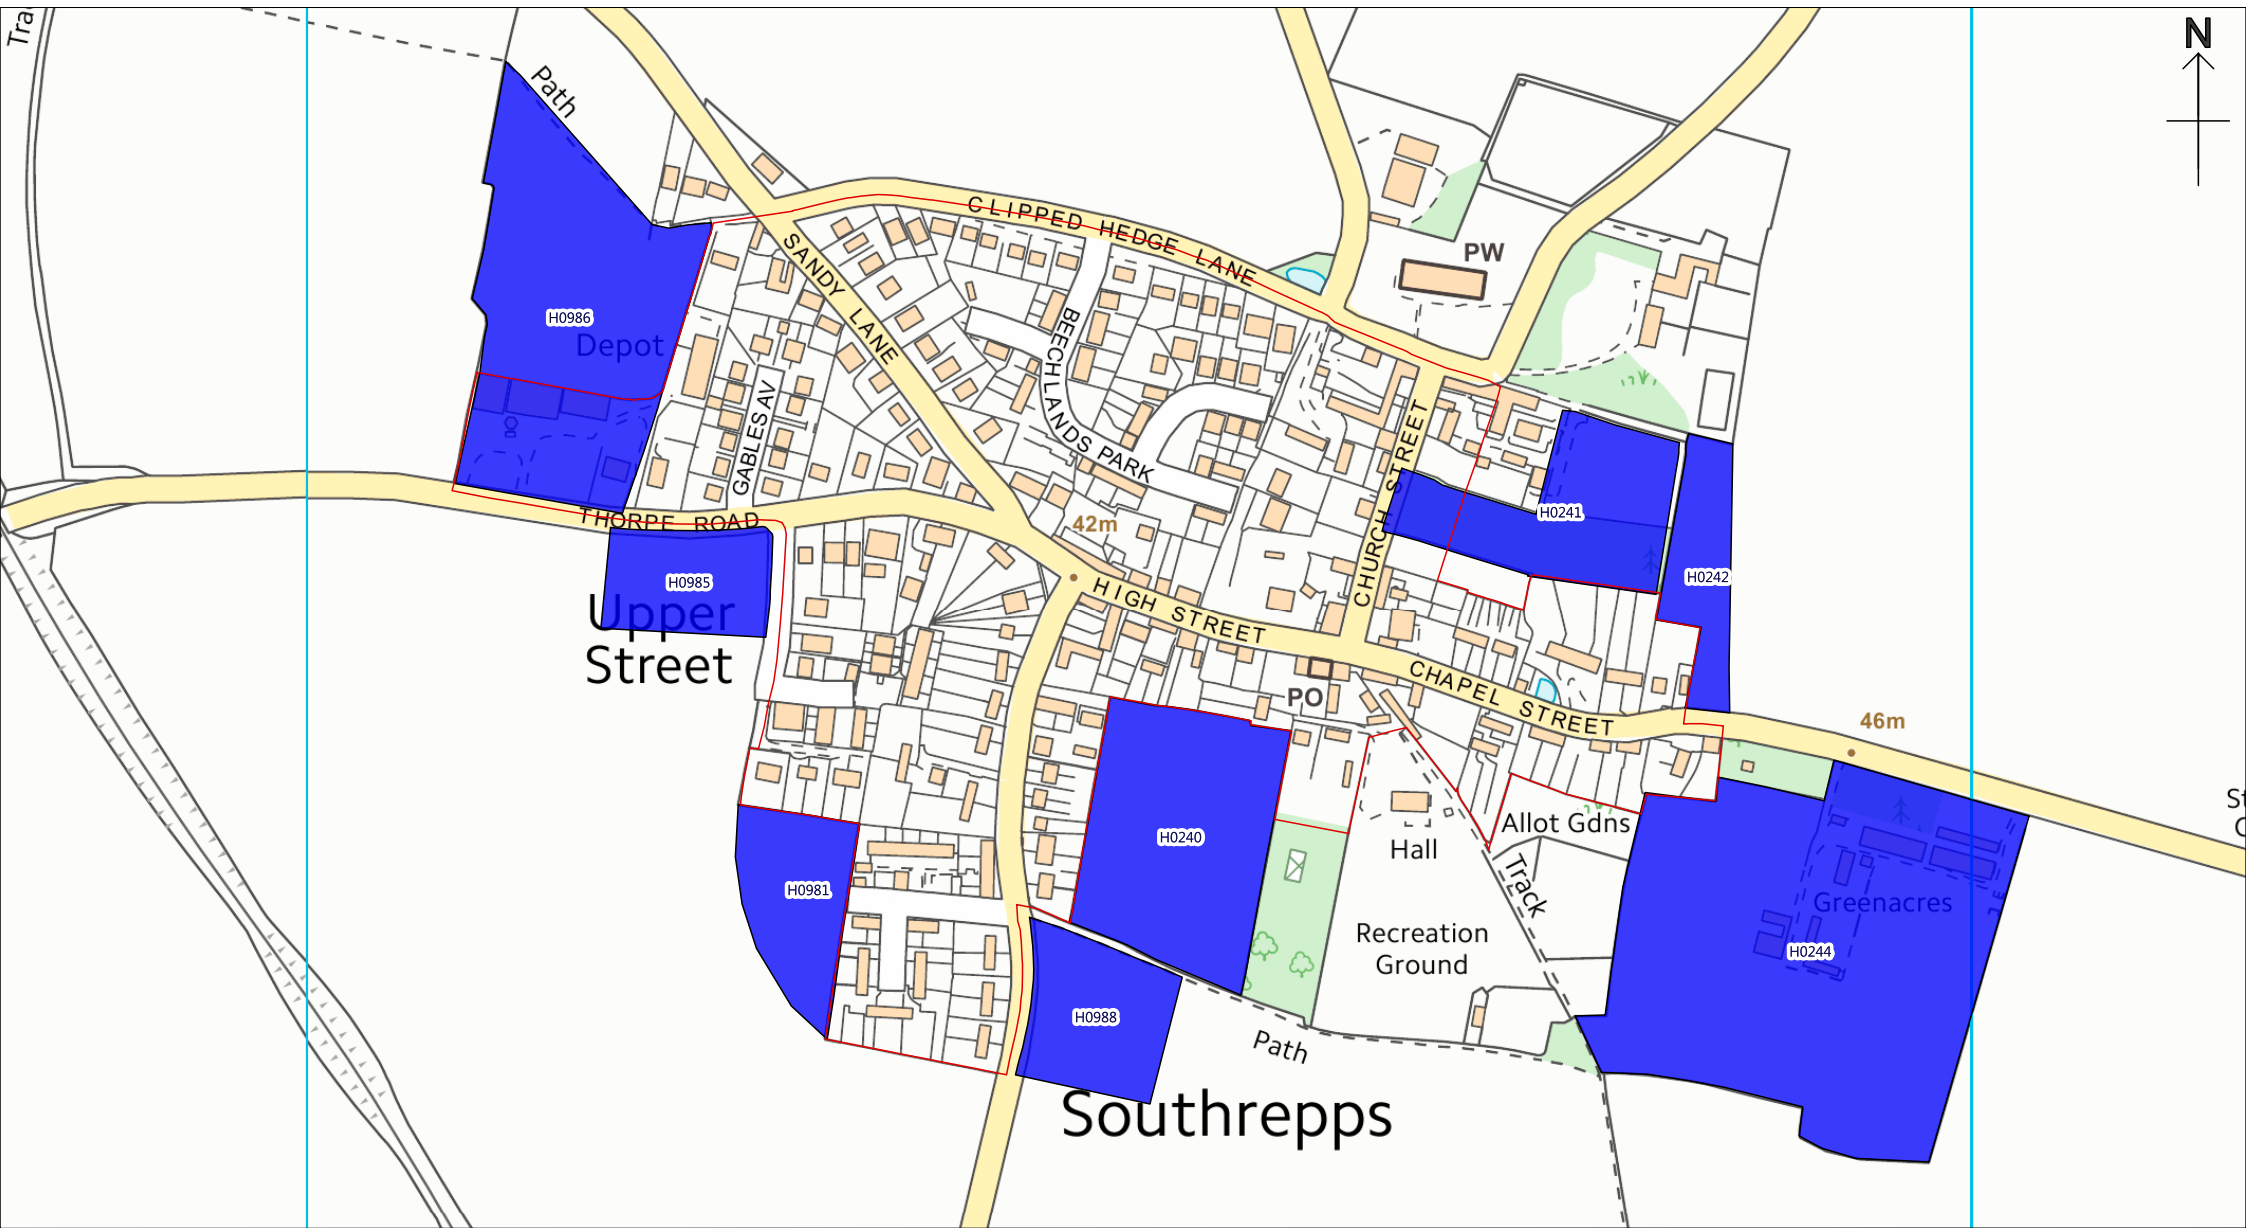 Trac
Path
N
CLIPPED HEDGE LANE
PW
SANDY LANE
H0986
Depot
BEECHLANDS PARK
GABLES AV
CHURCH STREET
THORPE ROAD
42m
H0241
H0242
H0985
Upper
Street
HIGH STREET
PO
CHAPEL STREET
46m
St
C
H0240
Hall
Allot Gdns
Track
H0981
Greenacres
Recreation
Ground
H0244
H0988
Path
Southrepps